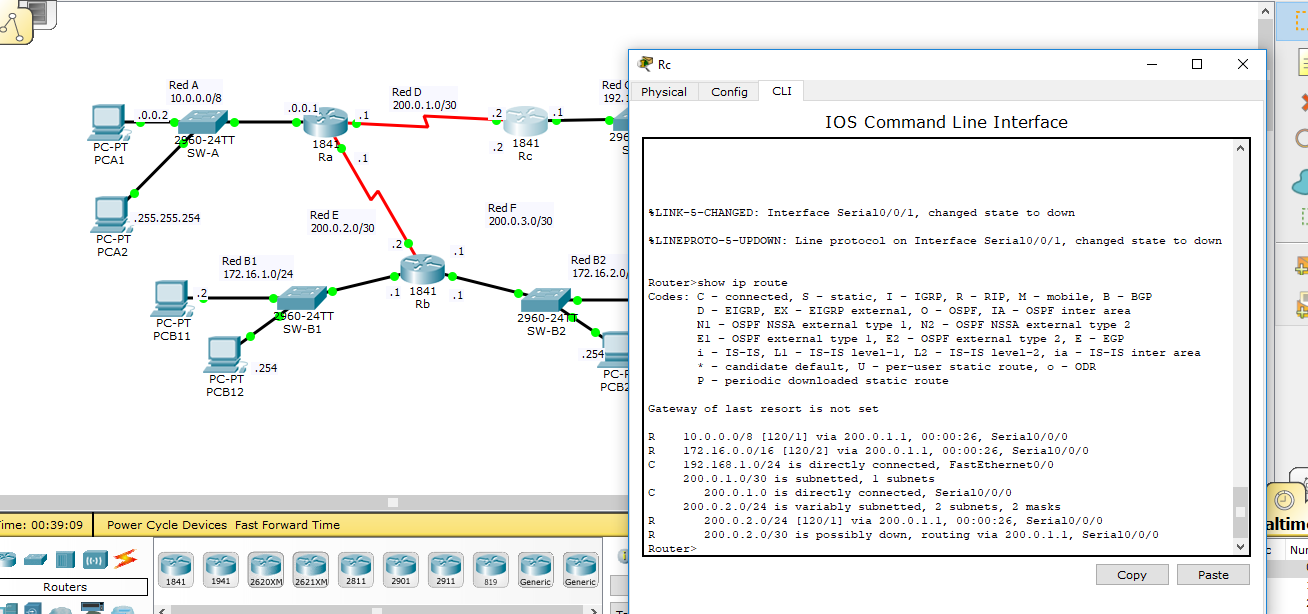 Red A
10.0.0.0/8
.0.0.2
.0.0.1
.1
2960-24TT
SW-A
PC-PT
PCA1
1841
Ra
.255.255.254
PC-PT
PCA2
Red D
200.0.1.0/30
.2
.1
.2
1841
Rc
Red C
192.1
.1
Red E
200.0.2.0/30
Red F
200.0.3.0/30
.2
.1
Red B1
172.16.1.0/24
Red B2
172.16.2.0/
.2
.1
.1
1841
Rb
PC-PT
PCB11
2960-24TT
SW-B1
2960-24TT
SW-B2
.254
PC-PT
PCB12
.254
PC-P
PCB2
Time: 00:39:09
Power Cycle Devices Fast Forward Time
Routers
1841
1941
2620XM
2621XM
2811
2901
2911
819
Generic
Generic
Rc
Physical
Config
CLI
IOS Command Line Interface
%LINK-5-CHANGED: Interface Serial0/0/1, changed state to down
%LINEPROTO-5-UPDOWN: Line protocol on Interface Serial0/0/1, changed state to down
Router>show ip route
Codes: C - connected, S - static, I - IGRP, R - RIP, M - mobile, B - BGP
D - EIGRP, EX - EIGRP external, O - OSPF, IA - OSPF inter area
N1 - OSPF NSSA external type 1, N2 - OSPF NSSA external type 2
E1 - OSPF external type 1, E2 - OSPF external type 2, E - EGP
i - IS-IS, L1 - IS-IS level-1, L2 - IS-IS level-2, ia - IS-IS inter area
* - candidate default, U - per-user static route, o - ODR
P - periodic downloaded static route
Gateway of last resort is not set
R 10.0.0.0/8 [120/1] via 200.0.1.1, 00:00:26, Serial0/0/0
R 172.16.0.0/16 [120/2] via 200.0.1.1, 00:00:26, Serial0/0/0
C 192.168.1.0/24 is directly connected, FastEthernet0/0
200.0.1.0/30 is subnetted, 1 subnets
C 200.0.1.0 is directly connected, Serial0/0/0
200.0.2.0/24 is variably subnetted, 2 subnets, 2 masks
R 200.0.2.0/24 [120/1] via 200.0.1.1, 00:00:26, Serial0/0/0
R 200.0.2.0/30 is possibly down, routing via 200.0.1.1, Serial0/0/0
Router>
Copy
Paste